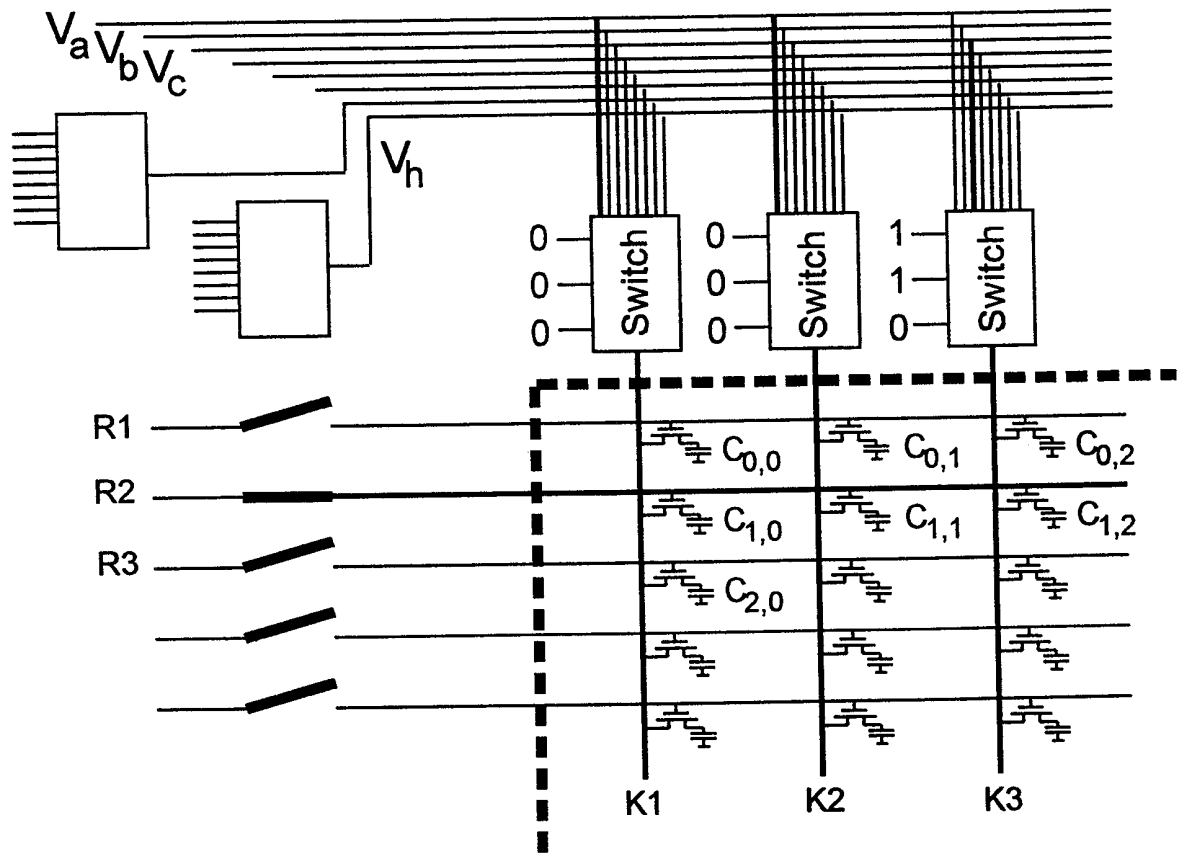 Va Vb Vc
Vh
0 0 1
0 0 1
0 0 0
Switch Switch Switch
R1
C0,0 C0,1 C0,2
R2
C1,0 C1,1 C1,2
R3
C2,0
K1 K2 K3